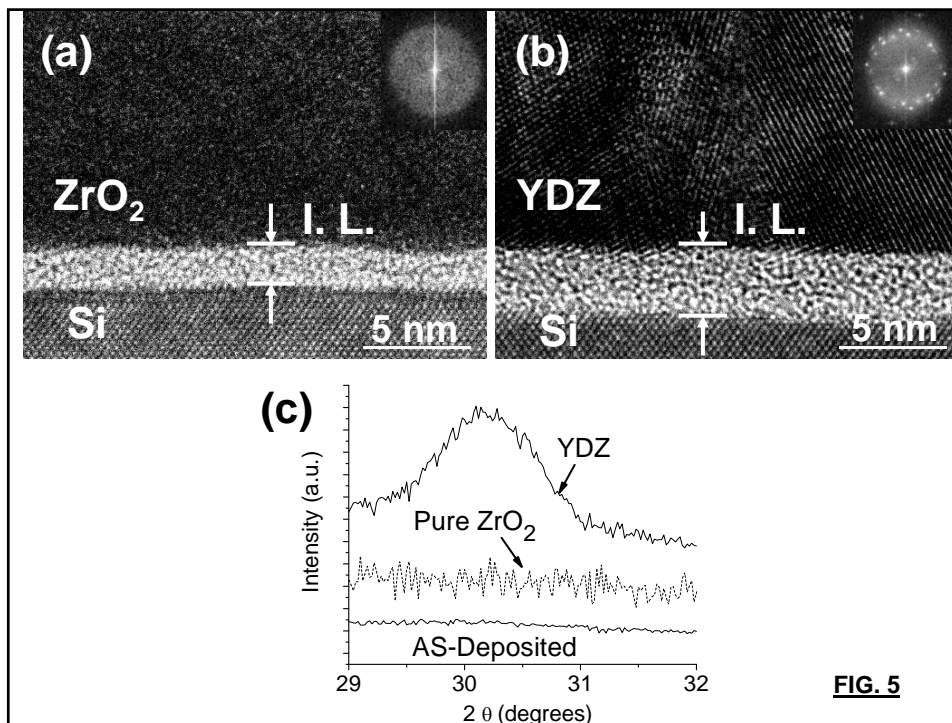 (a)
ZrO₂
I. L.
Si
5 nm
(b)
YDZ
I. L.
Si
5 nm
(c)
Intensity (a.u.)
YDZ
Pure ZrO₂
AS-Deposited
29 30 31 32
2 θ (degrees)
FIG. 5